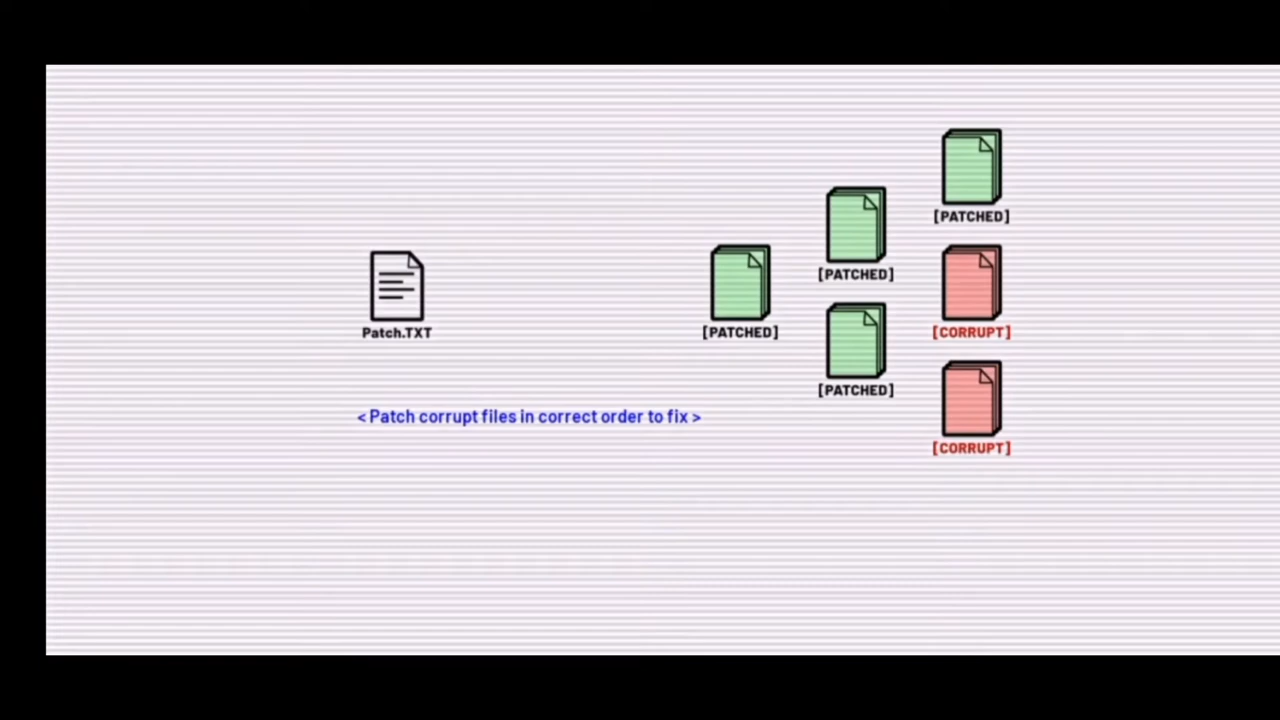 [PATCHED]
[PATCHED]
Patch.TXT
[PATCHED]
[CORRUPT]
[PATCHED]
< Patch corrupt files in correct order to fix >
[CORRUPT]